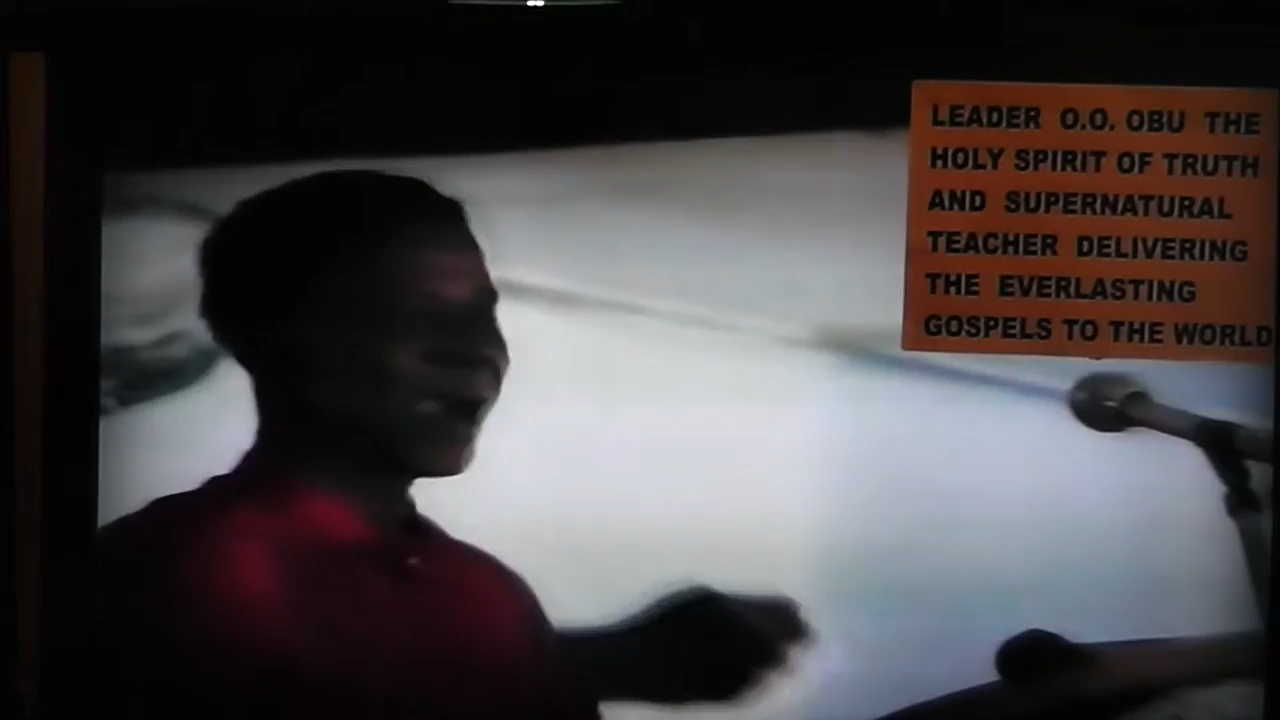 LEADER O.O. OBU THE
HOLY SPIRIT OF TRUTH
AND SUPERNATURAL
TEACHER DELIVERING
THE EVERLASTING
GOSPELS TO THE WORLD